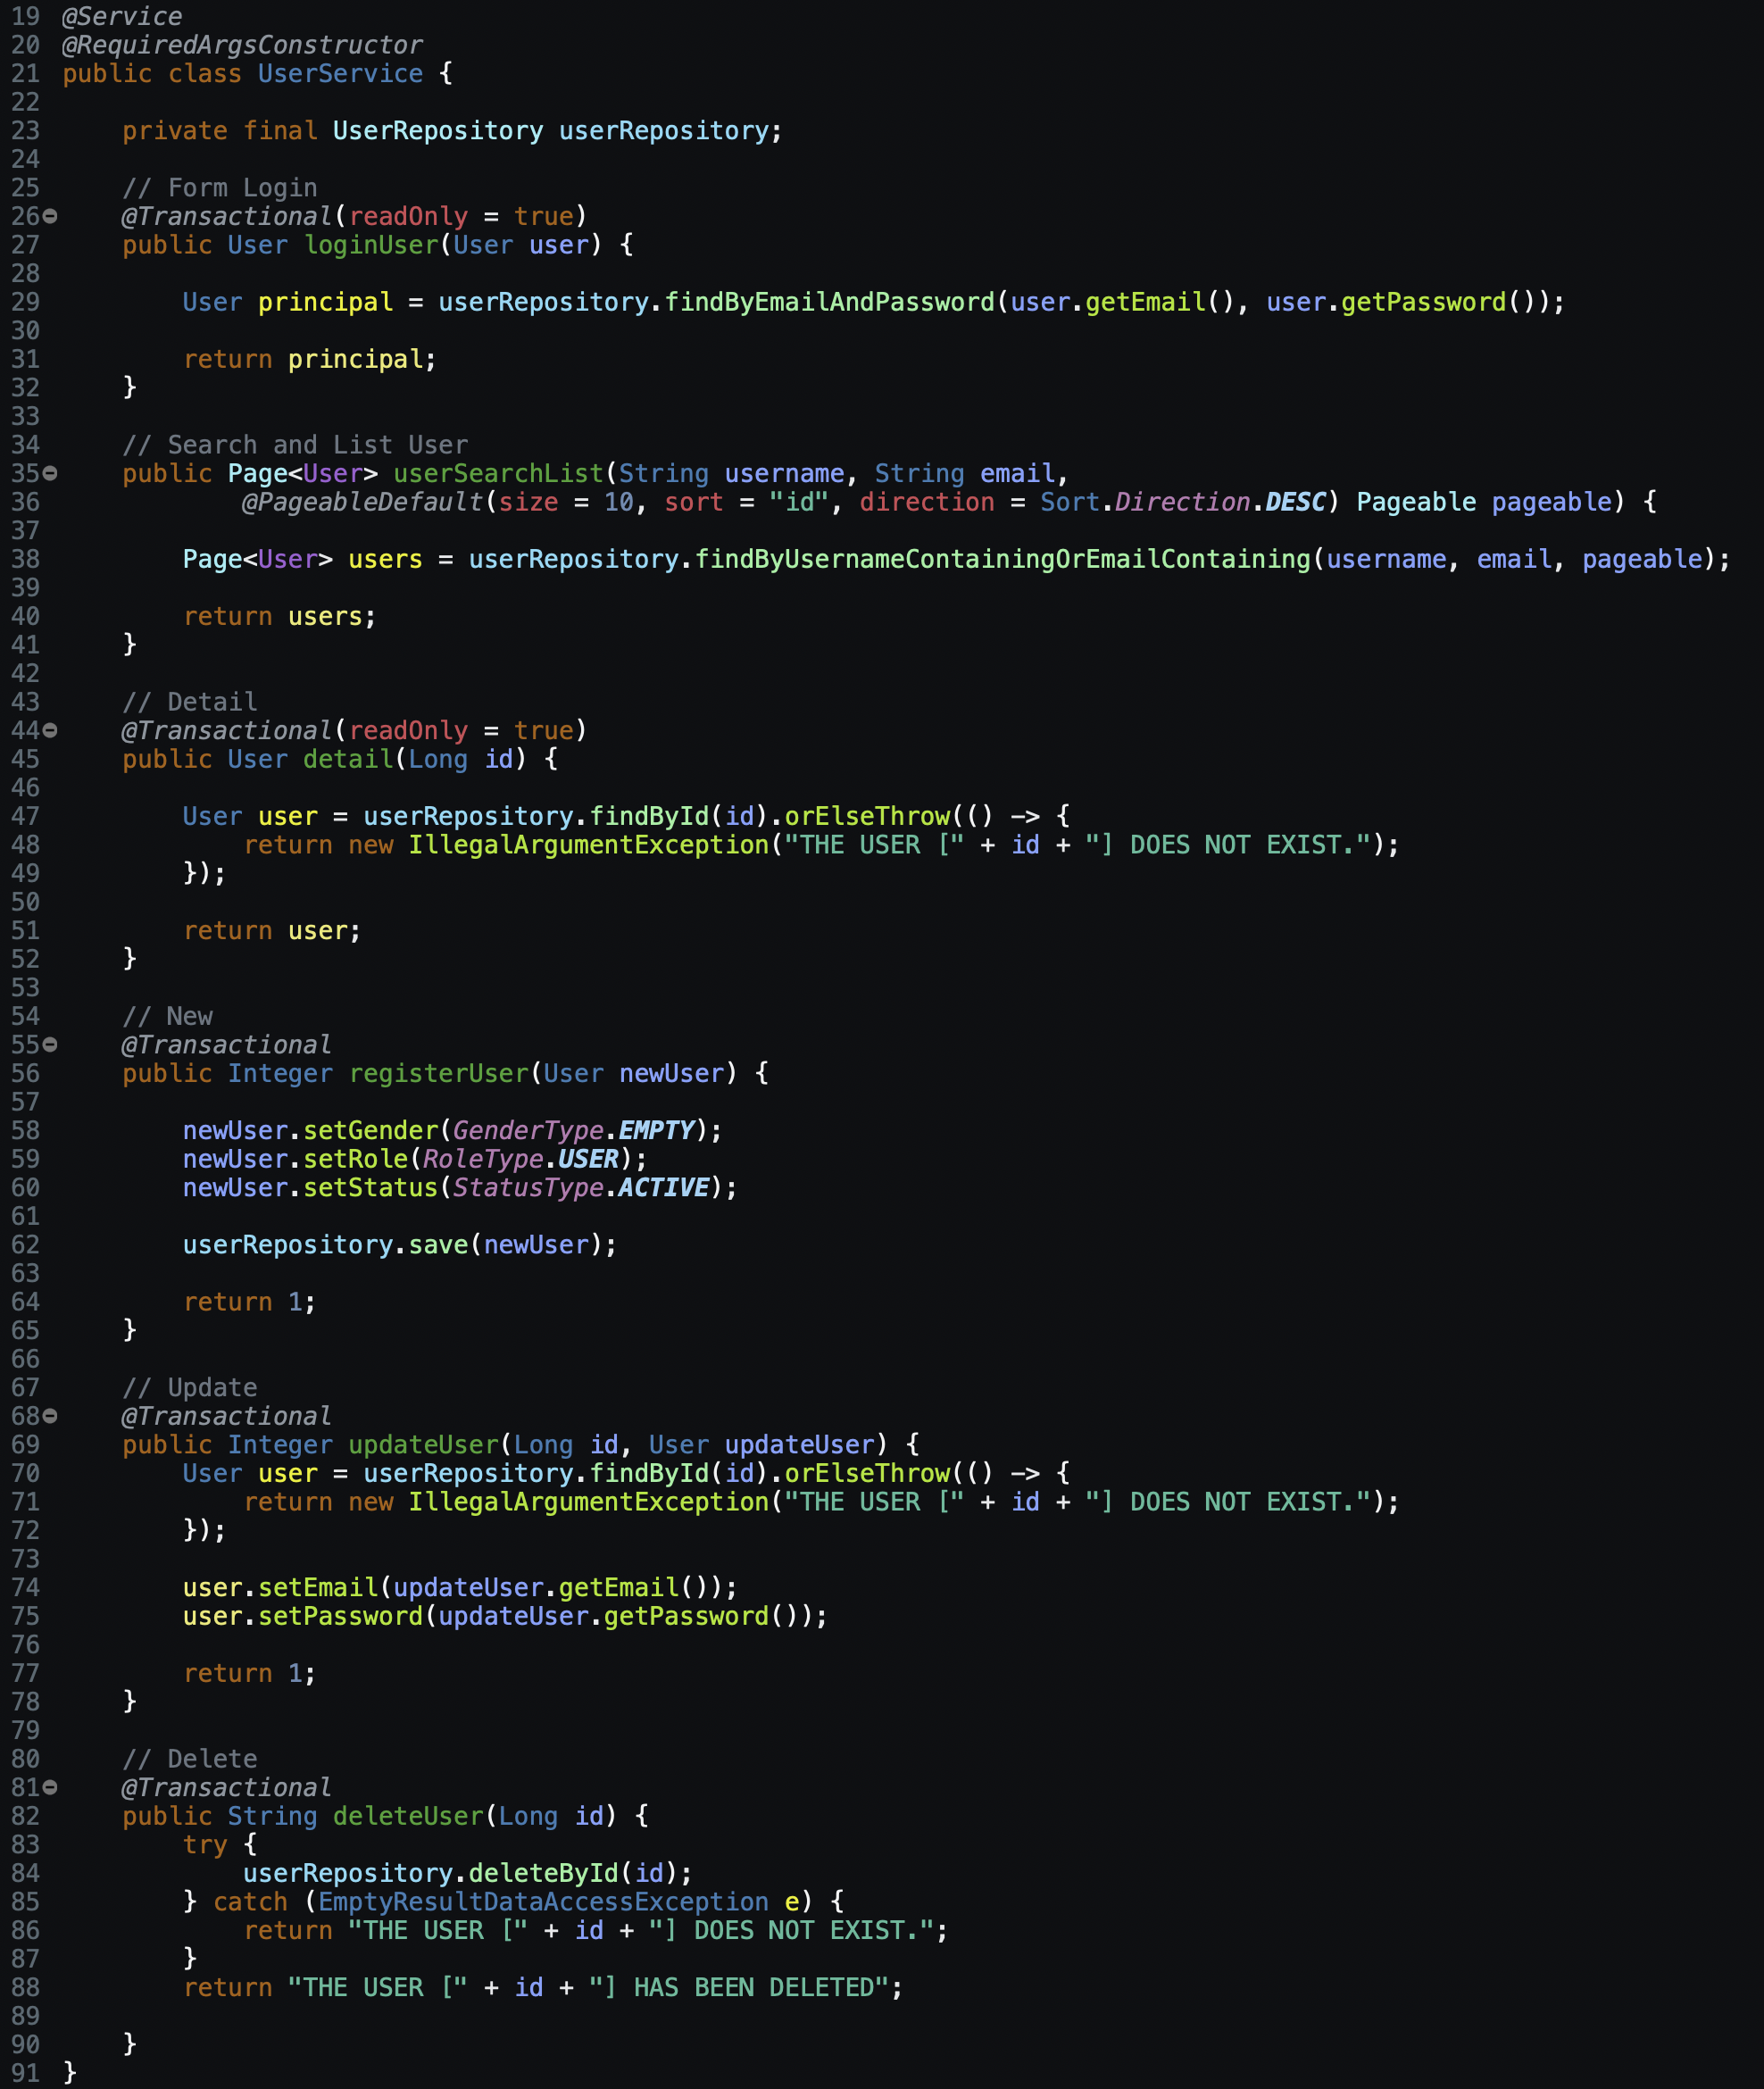 19 @Service
20 @RequiredArgsConstructor
21 public class UserService {
22
23     private final UserRepository userRepository;
24
25     // Form Login
26     @Transactional(readOnly = true)
27     public User loginUser(User user) {
28
29         User principal = userRepository.findByEmailAndPassword(user.getEmail(), user.getPassword());
30
31         return principal;
32     }
33
34     // Search and List User
35     public Page<User> userSearchList(String username, String email,
36             @PageableDefault(size = 10, sort = "id", direction = Sort.Direction.DESC) Pageable pageable) {
37
38         Page<User> users = userRepository.findByUsernameContainingOrEmailContaining(username, email, pageable);
39
40         return users;
41     }
42
43     // Detail
44     @Transactional(readOnly = true)
45     public User detail(Long id) {
46
47         User user = userRepository.findById(id).orElseThrow(() -> {
48             return new IllegalArgumentException("THE USER [" + id + "] DOES NOT EXIST.");
49         });
50
51         return user;
52     }
53
54     // New
55     @Transactional
56     public Integer registerUser(User newUser) {
57
58         newUser.setGender(GenderType.EMPTY);
59         newUser.setRole(RoleType.USER);
60         newUser.setStatus(StatusType.ACTIVE);
61
62         userRepository.save(newUser);
63
64         return 1;
65     }
66
67     // Update
68     @Transactional
69     public Integer updateUser(Long id, User updateUser) {
70         User user = userRepository.findById(id).orElseThrow(() -> {
71             return new IllegalArgumentException("THE USER [" + id + "] DOES NOT EXIST.");
72         });
73
74         user.setEmail(updateUser.getEmail());
75         user.setPassword(updateUser.getPassword());
76
77         return 1;
78     }
79
80     // Delete
81     @Transactional
82     public String deleteUser(Long id) {
83         try {
84             userRepository.deleteById(id);
85         } catch (EmptyResultDataAccessException e) {
86             return "THE USER [" + id + "] DOES NOT EXIST.";
87         }
88         return "THE USER [" + id + "] HAS BEEN DELETED";
89
90     }
91 }